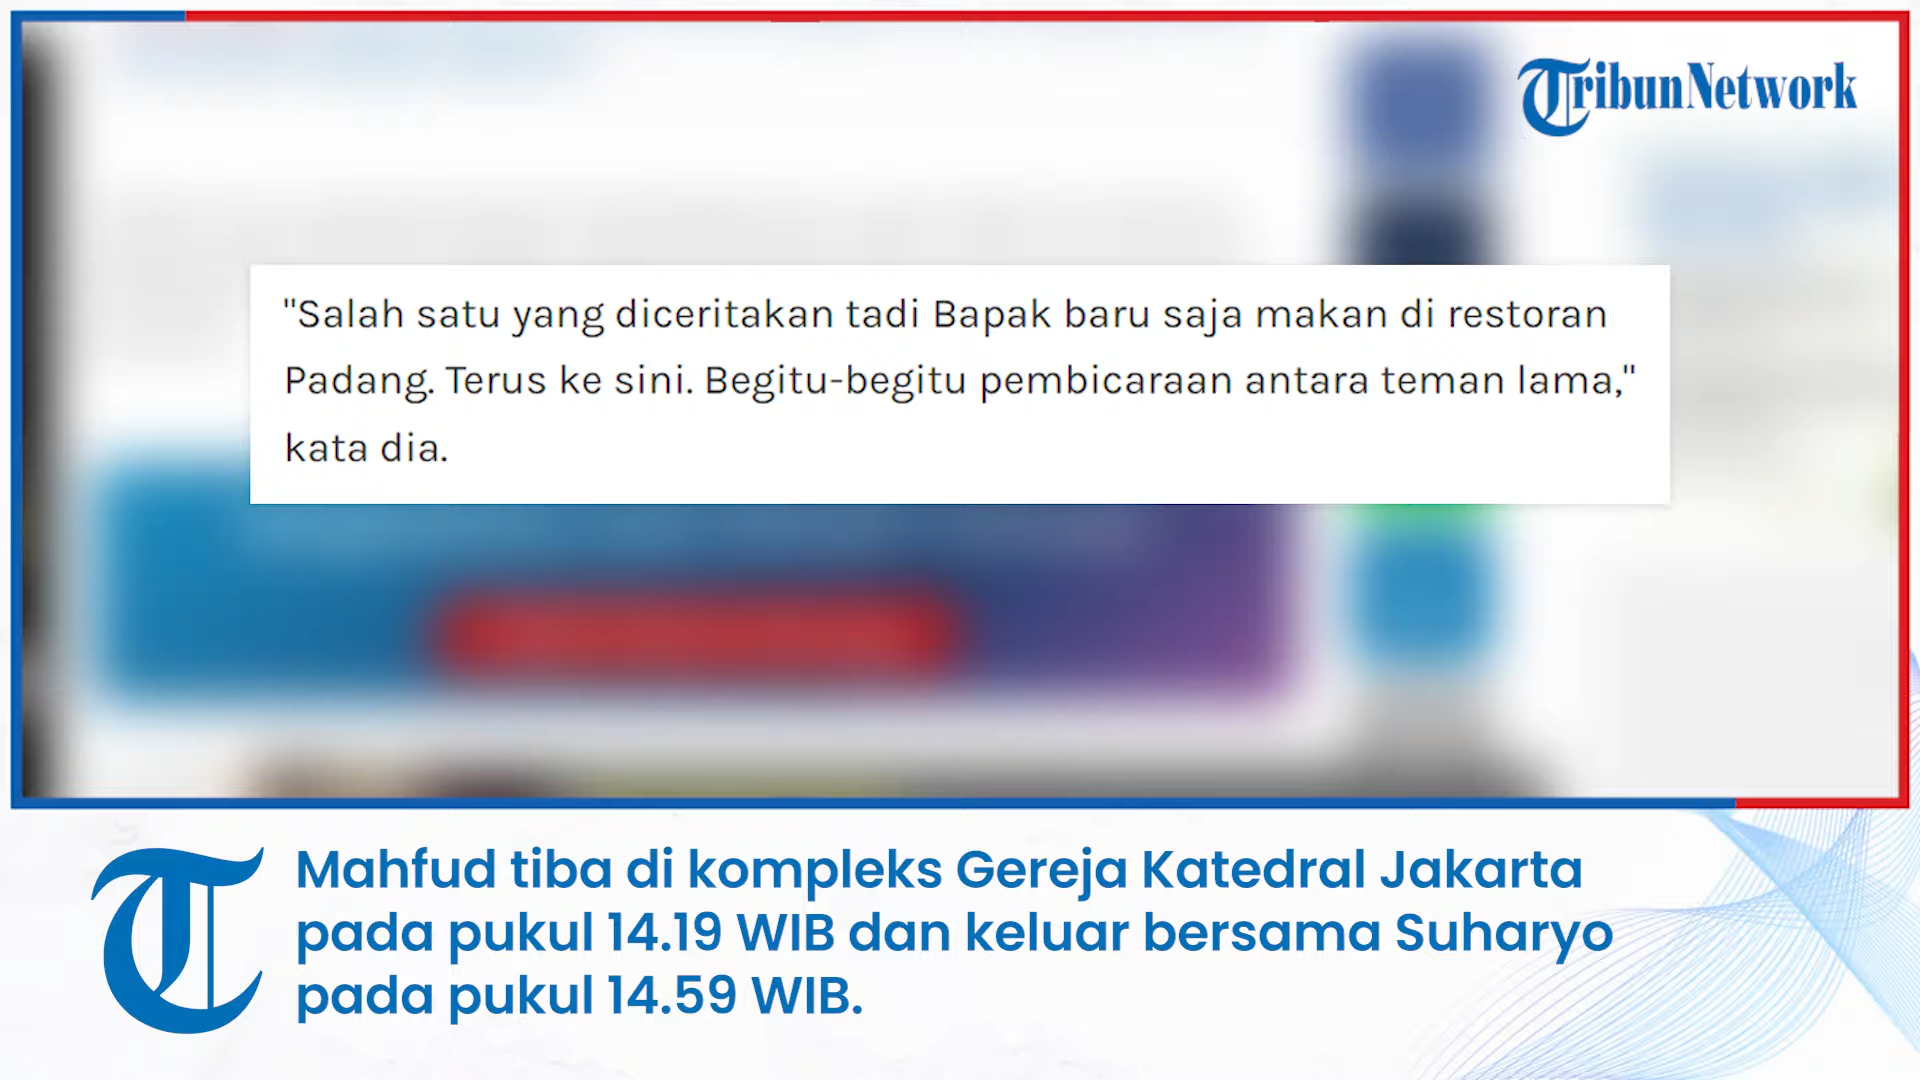 TribunNetwork
"Salah satu yang diceritakan tadi Bapak baru saja makan di restoran
Padang. Terus ke sini. Begitu-begitu pembicaraan antara teman lama,"
kata dia.
T
Mahfud tiba di kompleks Gereja Katedral Jakarta
pada pukul 14.19 WIB dan keluar bersama Suharyo
pada pukul 14.59 WIB.